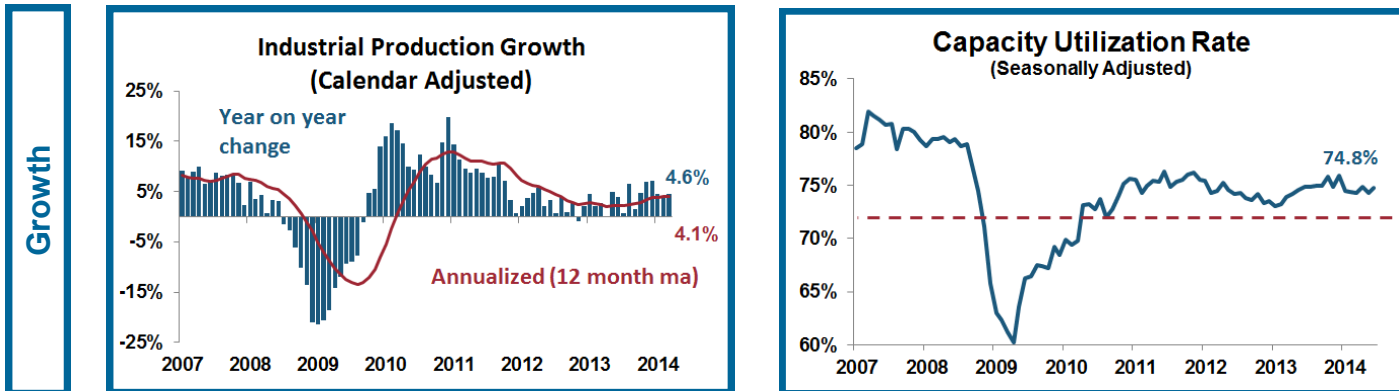 Growth
Industrial Production Growth
(Calendar Adjusted)
25%
15%
5%
-5%
-15%
-25%
Year on year
change
4.6%
4.1%
Annualized (12 month ma)
2007 2008 2009 2010 2011 2012 2013 2014
Capacity Utilization Rate
(Seasonally Adjusted)
85%
80%
75%
70%
65%
60%
74.8%
2007 2008 2009 2010 2011 2012 2013 2014